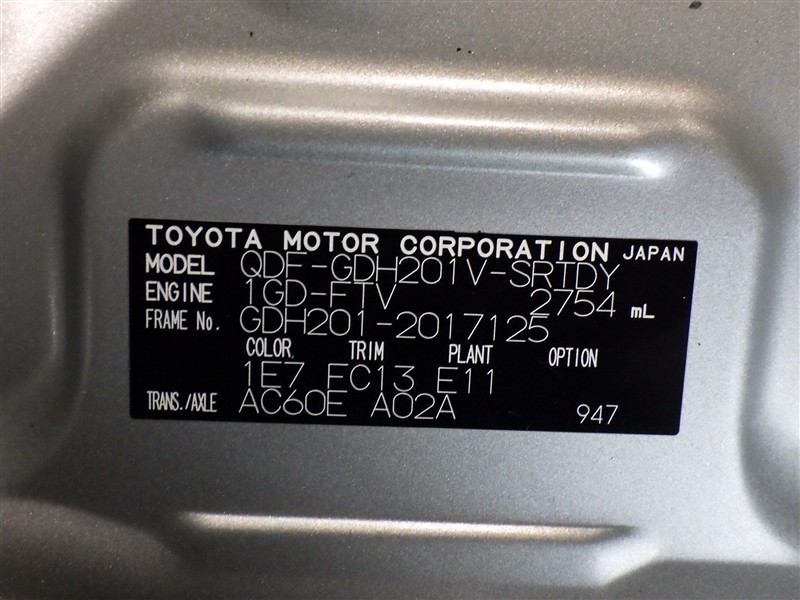 TOYOTA MOTOR CORPORATION JAPAN
MODEL QDF-GDH201V-SRTDY
ENGINE 1GD-FTV 2754 mL
FRAME No. GDH201-2017125
COLOR TRIM PLANT OPTION
1E7 FC13 E11
TRANS./AXLE AC60E A02A 947